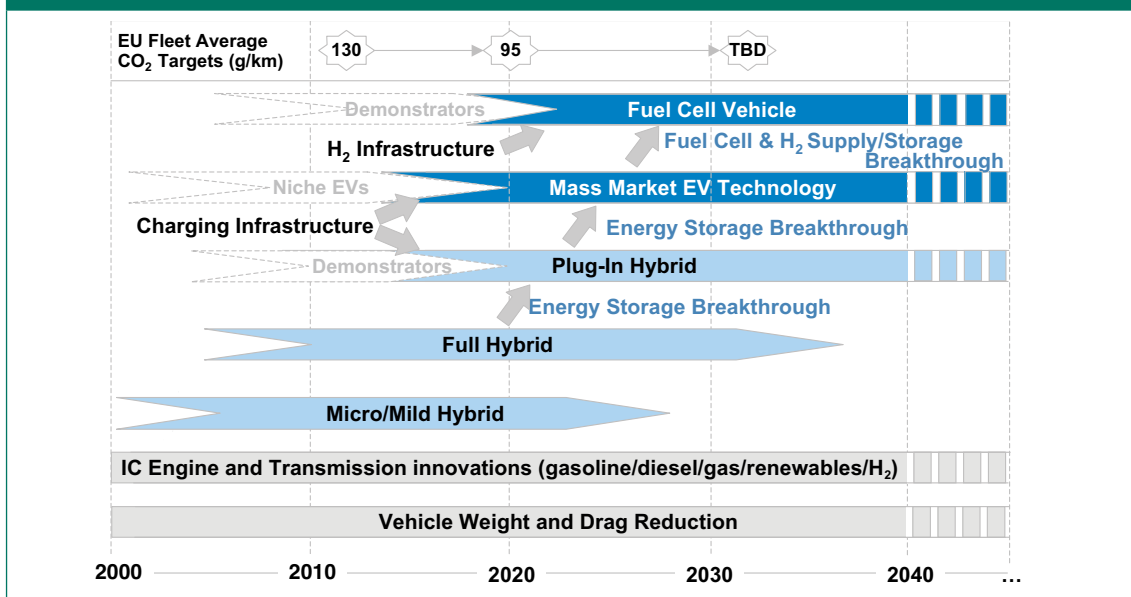 EU Fleet Average
CO₂ Targets (g/km)
130
95
TBD
Demonstrators
Fuel Cell Vehicle
H₂ Infrastructure
Fuel Cell & H₂ Supply/Storage
Breakthrough
Niche EVs
Mass Market EV Technology
Charging Infrastructure
Energy Storage Breakthrough
Demonstrators
Plug-In Hybrid
Energy Storage Breakthrough
Full Hybrid
Micro/Mild Hybrid
IC Engine and Transmission innovations (gasoline/diesel/gas/renewables/H₂)
Vehicle Weight and Drag Reduction
2000
2010
2020
2030
2040
...